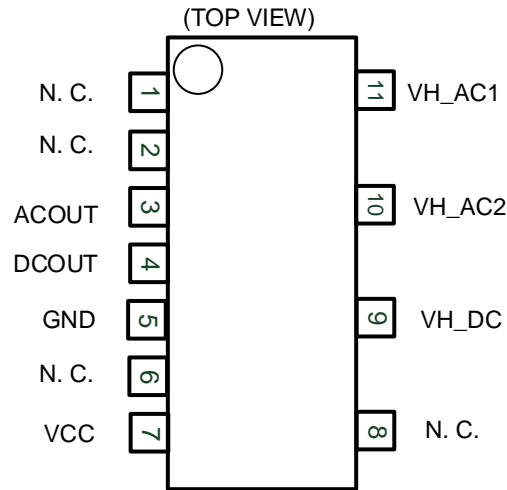 (TOP VIEW)
N. C. 1 11 VH_AC1
N. C. 2
ACOUT 3 10 VH_AC2
DCOUT 4
GND 5 9 VH_DC
N. C. 6
VCC 7 8 N. C.